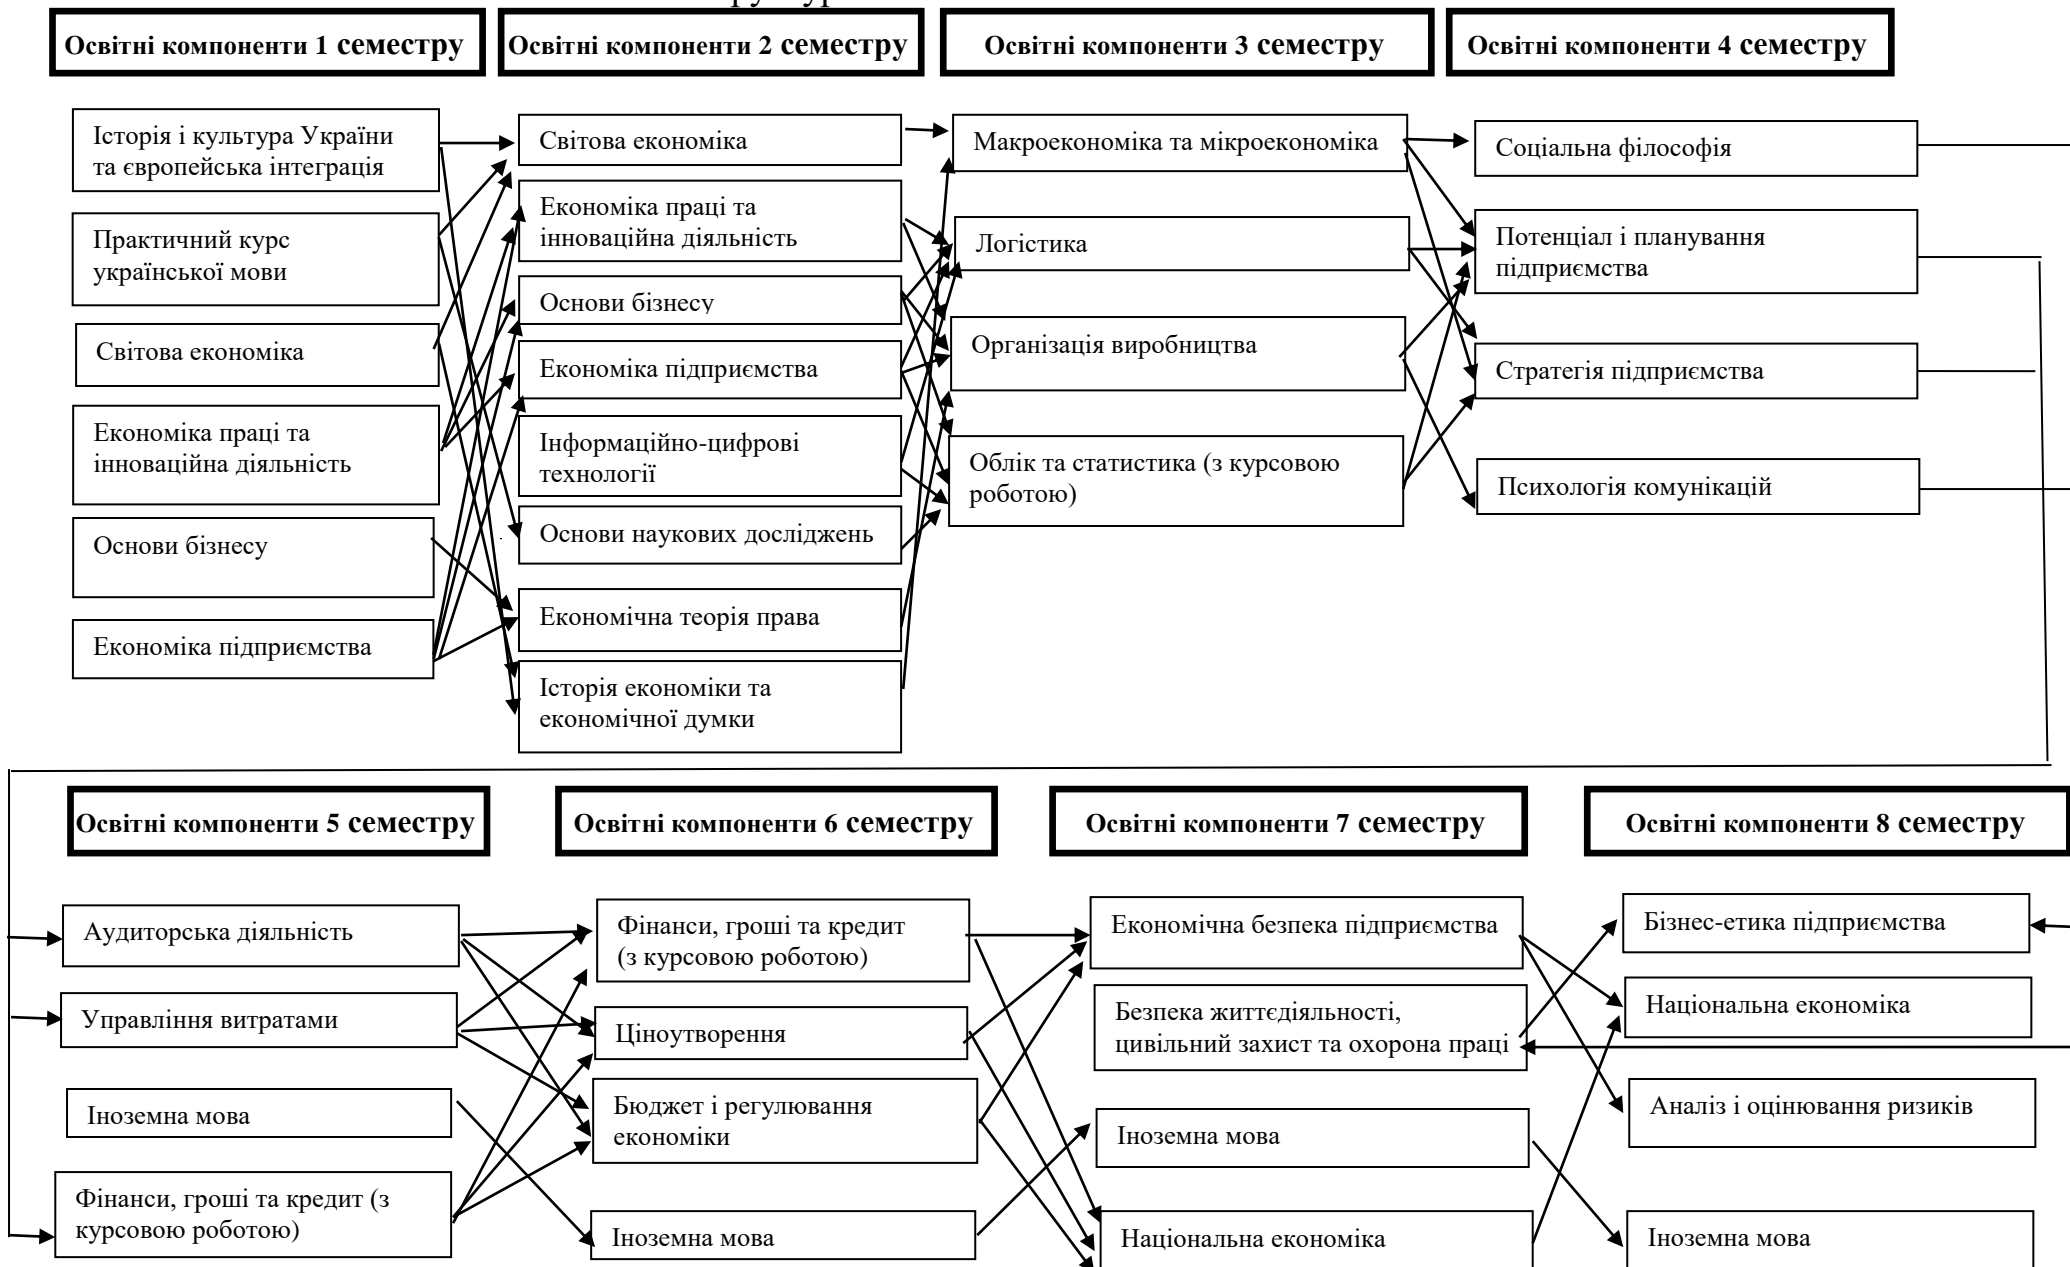 Освітні компоненти 1 семестру
Освітні компоненти 2 семестру
Освітні компоненти 3 семестру
Освітні компоненти 4 семестру
Історія і культура України
та європейська інтеграція
Практичний курс
української мови
Світова економіка
Економіка праці та
інноваційна діяльність
Основи бізнесу
Економіка підприємства
Світова економіка
Економіка праці та
інноваційна діяльність
Основи бізнесу
Економіка підприємства
Інформаційно-цифрові
технології
Основи наукових досліджень
Економічна теорія права
Історія економіки та
економічної думки
Макроекономіка та мікроекономіка
Логістика
Організація виробництва
Облік та статистика (з курсовою
роботою)
Соціальна філософія
Потенціал і планування
підприємства
Стратегія підприємства
Психологія комунікацій
Освітні компоненти 5 семестру
Освітні компоненти 6 семестру
Освітні компоненти 7 семестру
Освітні компоненти 8 семестру
Аудиторська діяльність
Управління витратами
Іноземна мова
Фінанси, гроші та кредит (з
курсовою роботою)
Фінанси, гроші та кредит
(з курсовою роботою)
Ціноутворення
Бюджет і регулювання
економіки
Іноземна мова
Економічна безпека підприємства
Безпека життєдіяльності,
цивільний захист та охорона праці
Іноземна мова
Національна економіка
Бізнес-етика підприємства
Національна економіка
Аналіз і оцінювання ризиків
Іноземна мова